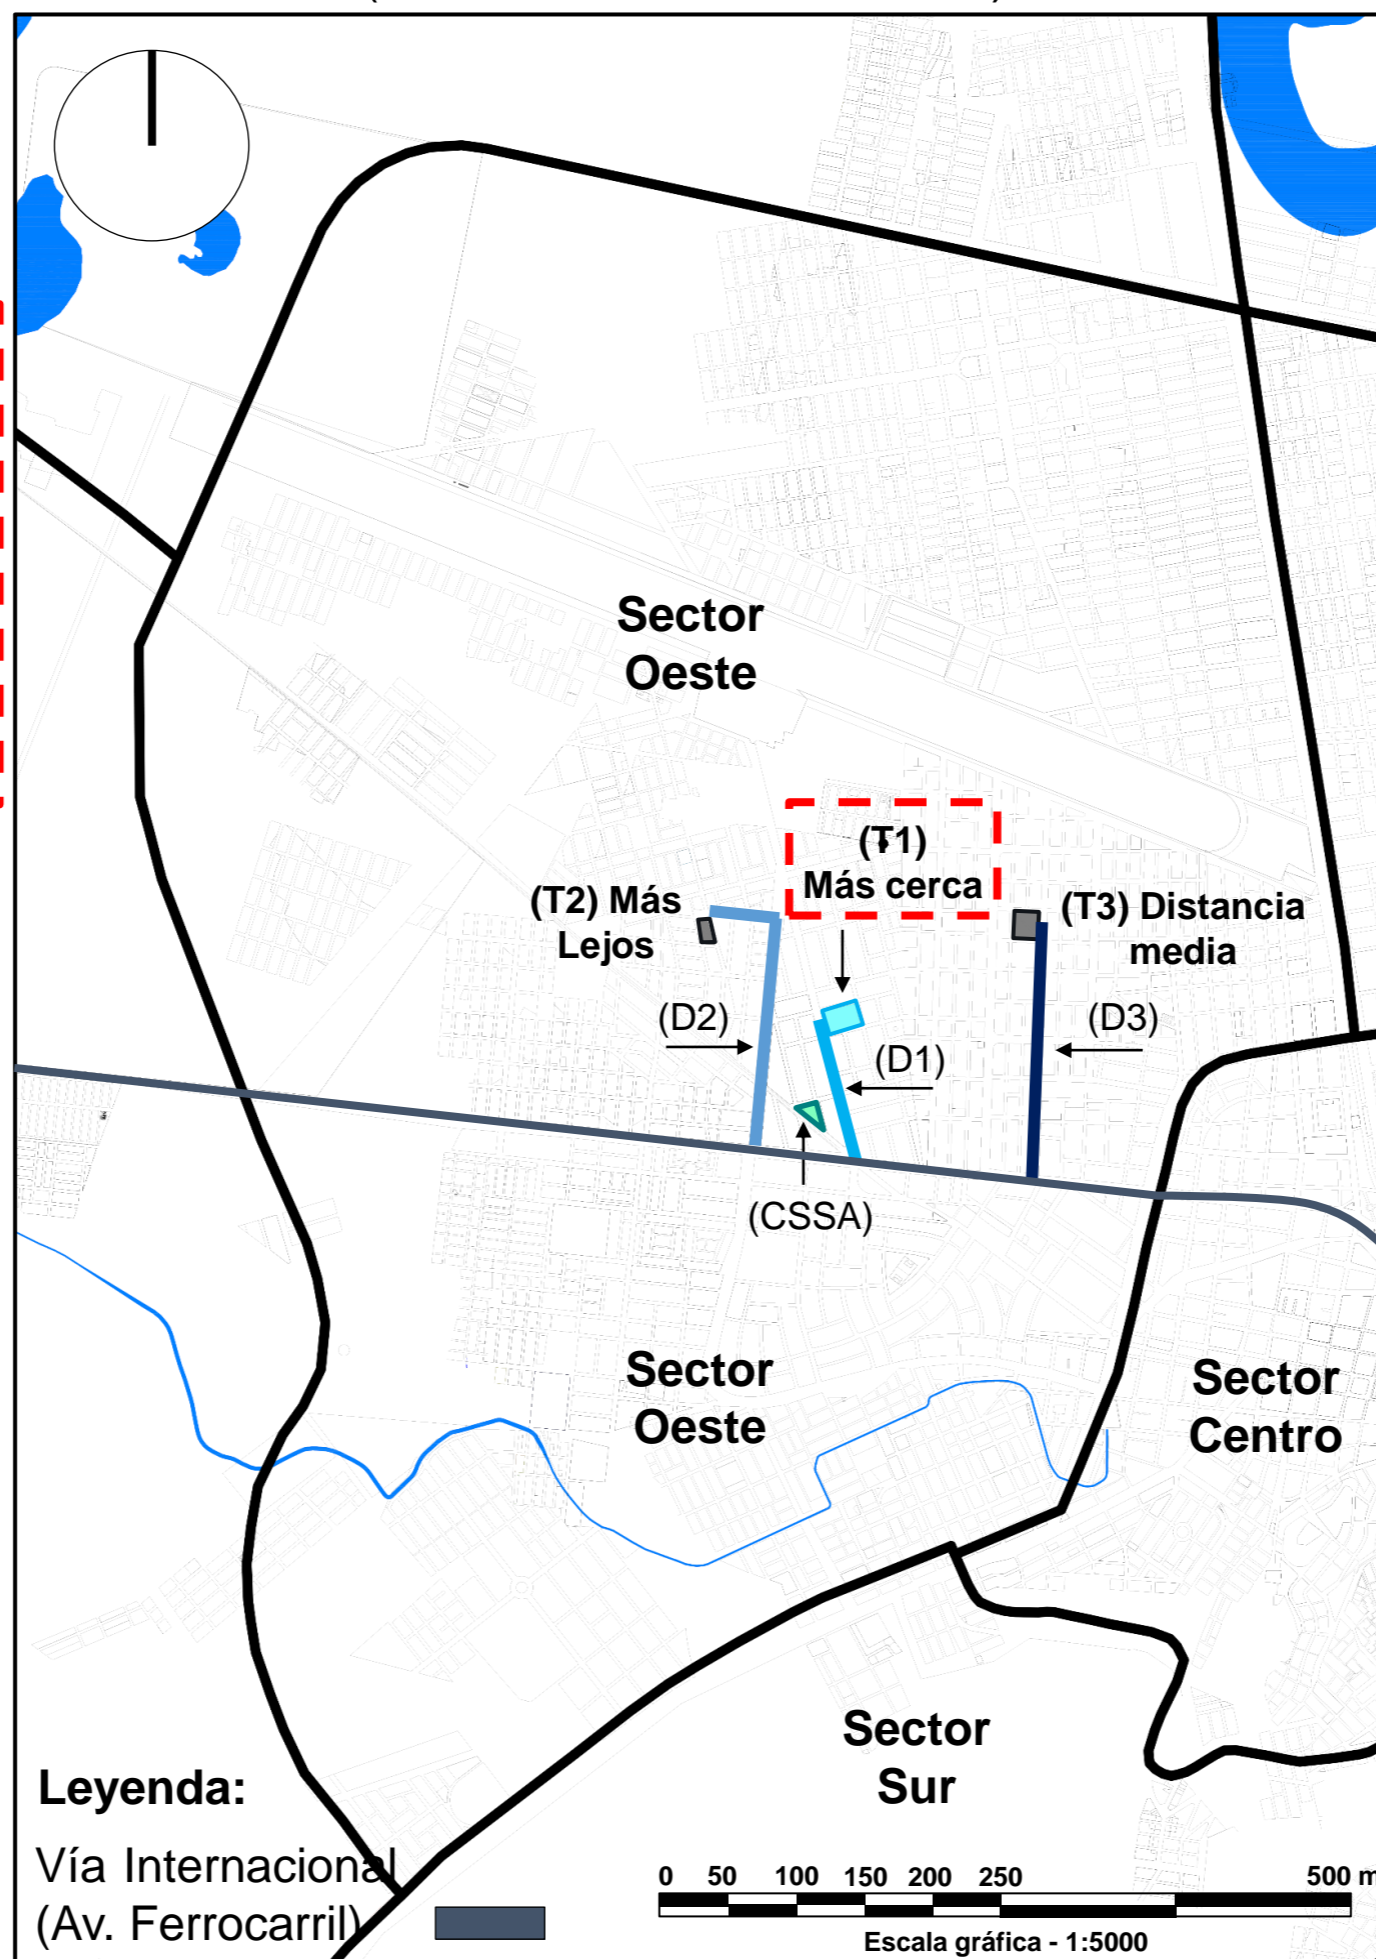 Sector
Oeste
(T1)
Más cerca
(T2) Más
Lejos
(T3) Distancia
media
(D2)
(D3)
(D1)
(CSSA)
Sector
Oeste
Sector
Centro
Sector
Sur
Leyenda:
Vía Internacional
(Av. Ferrocarril)
0 50 100 150 200 250 500 m
Escala gráfica - 1:5000